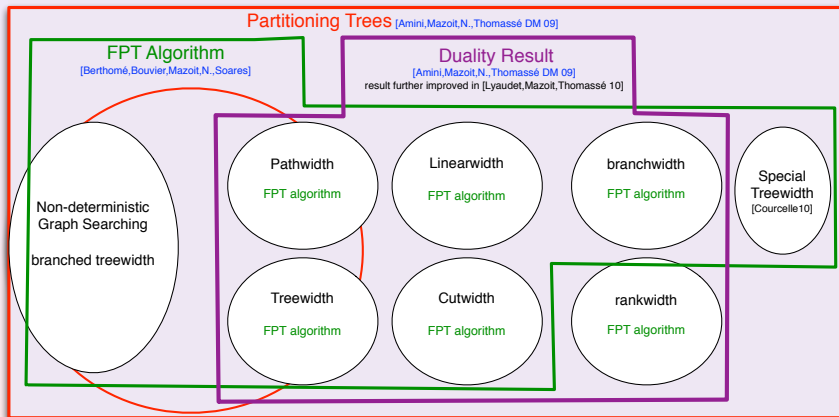 Partitioning Trees [Amini,Mazoit,N.,Thomassé DM 09]
FPT Algorithm
[Berthomé,Bouvier,Mazoit,N.,Soares]
Duality Result
[Amini,Mazoit,N.,Thomassé DM 09]
result further improved in [Lyaudet,Mazoit,Thomassé 10]
Non-deterministic
Graph Searching
branched treewidth
Pathwidth
FPT algorithm
Linearwidth
FPT algorithm
branchwidth
FPT algorithm
Special
Treewidth
[Courcelle10]
Treewidth
FPT algorithm
Cutwidth
FPT algorithm
rankwidth
FPT algorithm